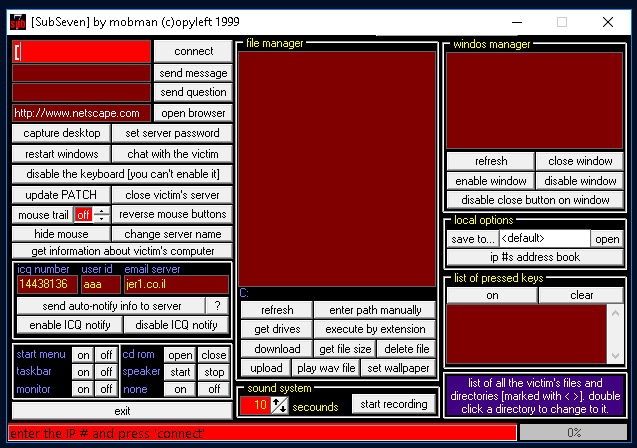 [SubSeven] by mobman (c)opyleft 1999
connect
send message
send question
http://www.netscape.com open browser
capture desktop set server password
restart windows chat with the victim
disable the keyboard [you can't enable it]
update PATCH close victim's server
mouse trail off reverse mouse buttons
hide mouse change server name
get information about victim's computer
icq number user id email server
14438136 aaa jer1.co.il
send auto-notify info to server ?
enable ICQ notify disable ICQ notify
start menu on off cd rom open close
taskbar on off speaker start stop
monitor on off none on off
exit
file manager
C:
refresh enter path manually
get drives execute by extension
download get file size delete file
upload play wav file set wallpaper
sound system
10 seconds start recording
windos manager
refresh close window
enable window disable window
disable close button on window
local options
save to... <default> open
ip #s address book
list of pressed keys
on clear
list of all the victim's files and
directories [marked with < >]. double
click a directory to change to it.
enter the IP # and press 'connect'
0%